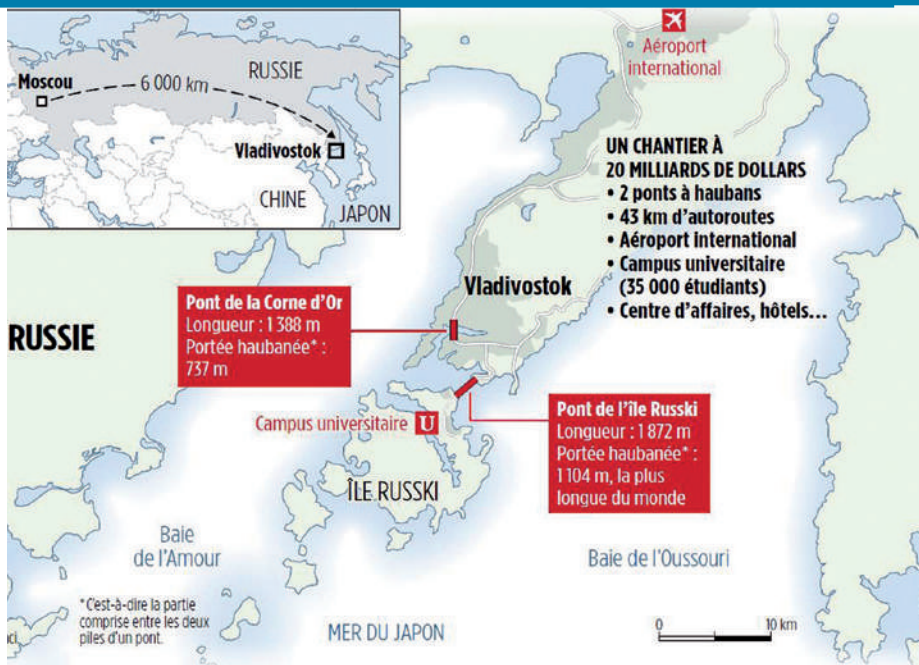 Moscou
6 000 km
RUSSIE
Vladivostok
CHINE
JAPON
Aéroport
international
UN CHANTIER À
20 MILLIARDS DE DOLLARS
• 2 ponts à haubans
• 43 km d'autoroutes
• Aéroport international
• Campus universitaire
(35 000 étudiants)
• Centre d'affaires, hôtels...
Vladivostok
Pont de la Corne d'Or
Longueur : 1 388 m
Portée haubanée* :
737 m
RUSSIE
Campus universitaire U
Pont de l'île Russki
Longueur : 1 872 m
Portée haubanée* :
1 104 m, la plus
longue du monde
ÎLE RUSSKI
Baie
de l'Amour
Baie de l'Oussouri
*C'est-à-dire la partie
comprise entre les deux
piles d'un pont.
MER DU JAPON
0 10 km